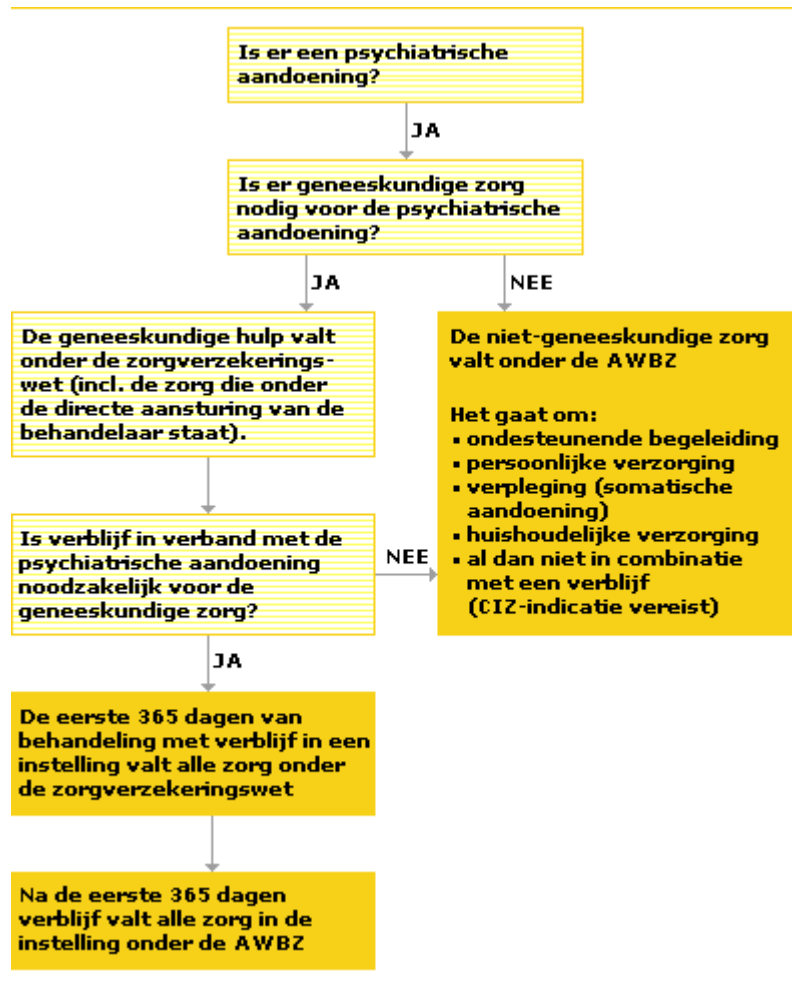 Is er een psychiatrische
aandoening?
JA
Is er geneeskundige zorg
nodig voor de psychiatrische
aandoening?
JA
NEE
De geneeskundige hulp valt
onder de zorgverzekerings-
wet (incl. de zorg die onder
de directe aansturing van de
behandelaar staat).
De niet-geneeskundige zorg
valt onder de AWBZ
Het gaat om:
▪ ondesteunende begeleiding
▪ persoonlijke verzorging
▪ verpleging (somatische
aandoening)
▪ huishoudelijke verzorging
▪ al dan niet in combinatie
met een verblijf
(CIZ-indicatie vereist)
Is verblijf in verband met de
psychiatrische aandoening
noodzakelijk voor de
geneeskundige zorg?
NEE
JA
De eerste 365 dagen van
behandeling met verblijf in een
instelling valt alle zorg onder
de zorgverzekeringswet
Na de eerste 365 dagen
verblijf valt alle zorg in de
instelling onder de AWBZ